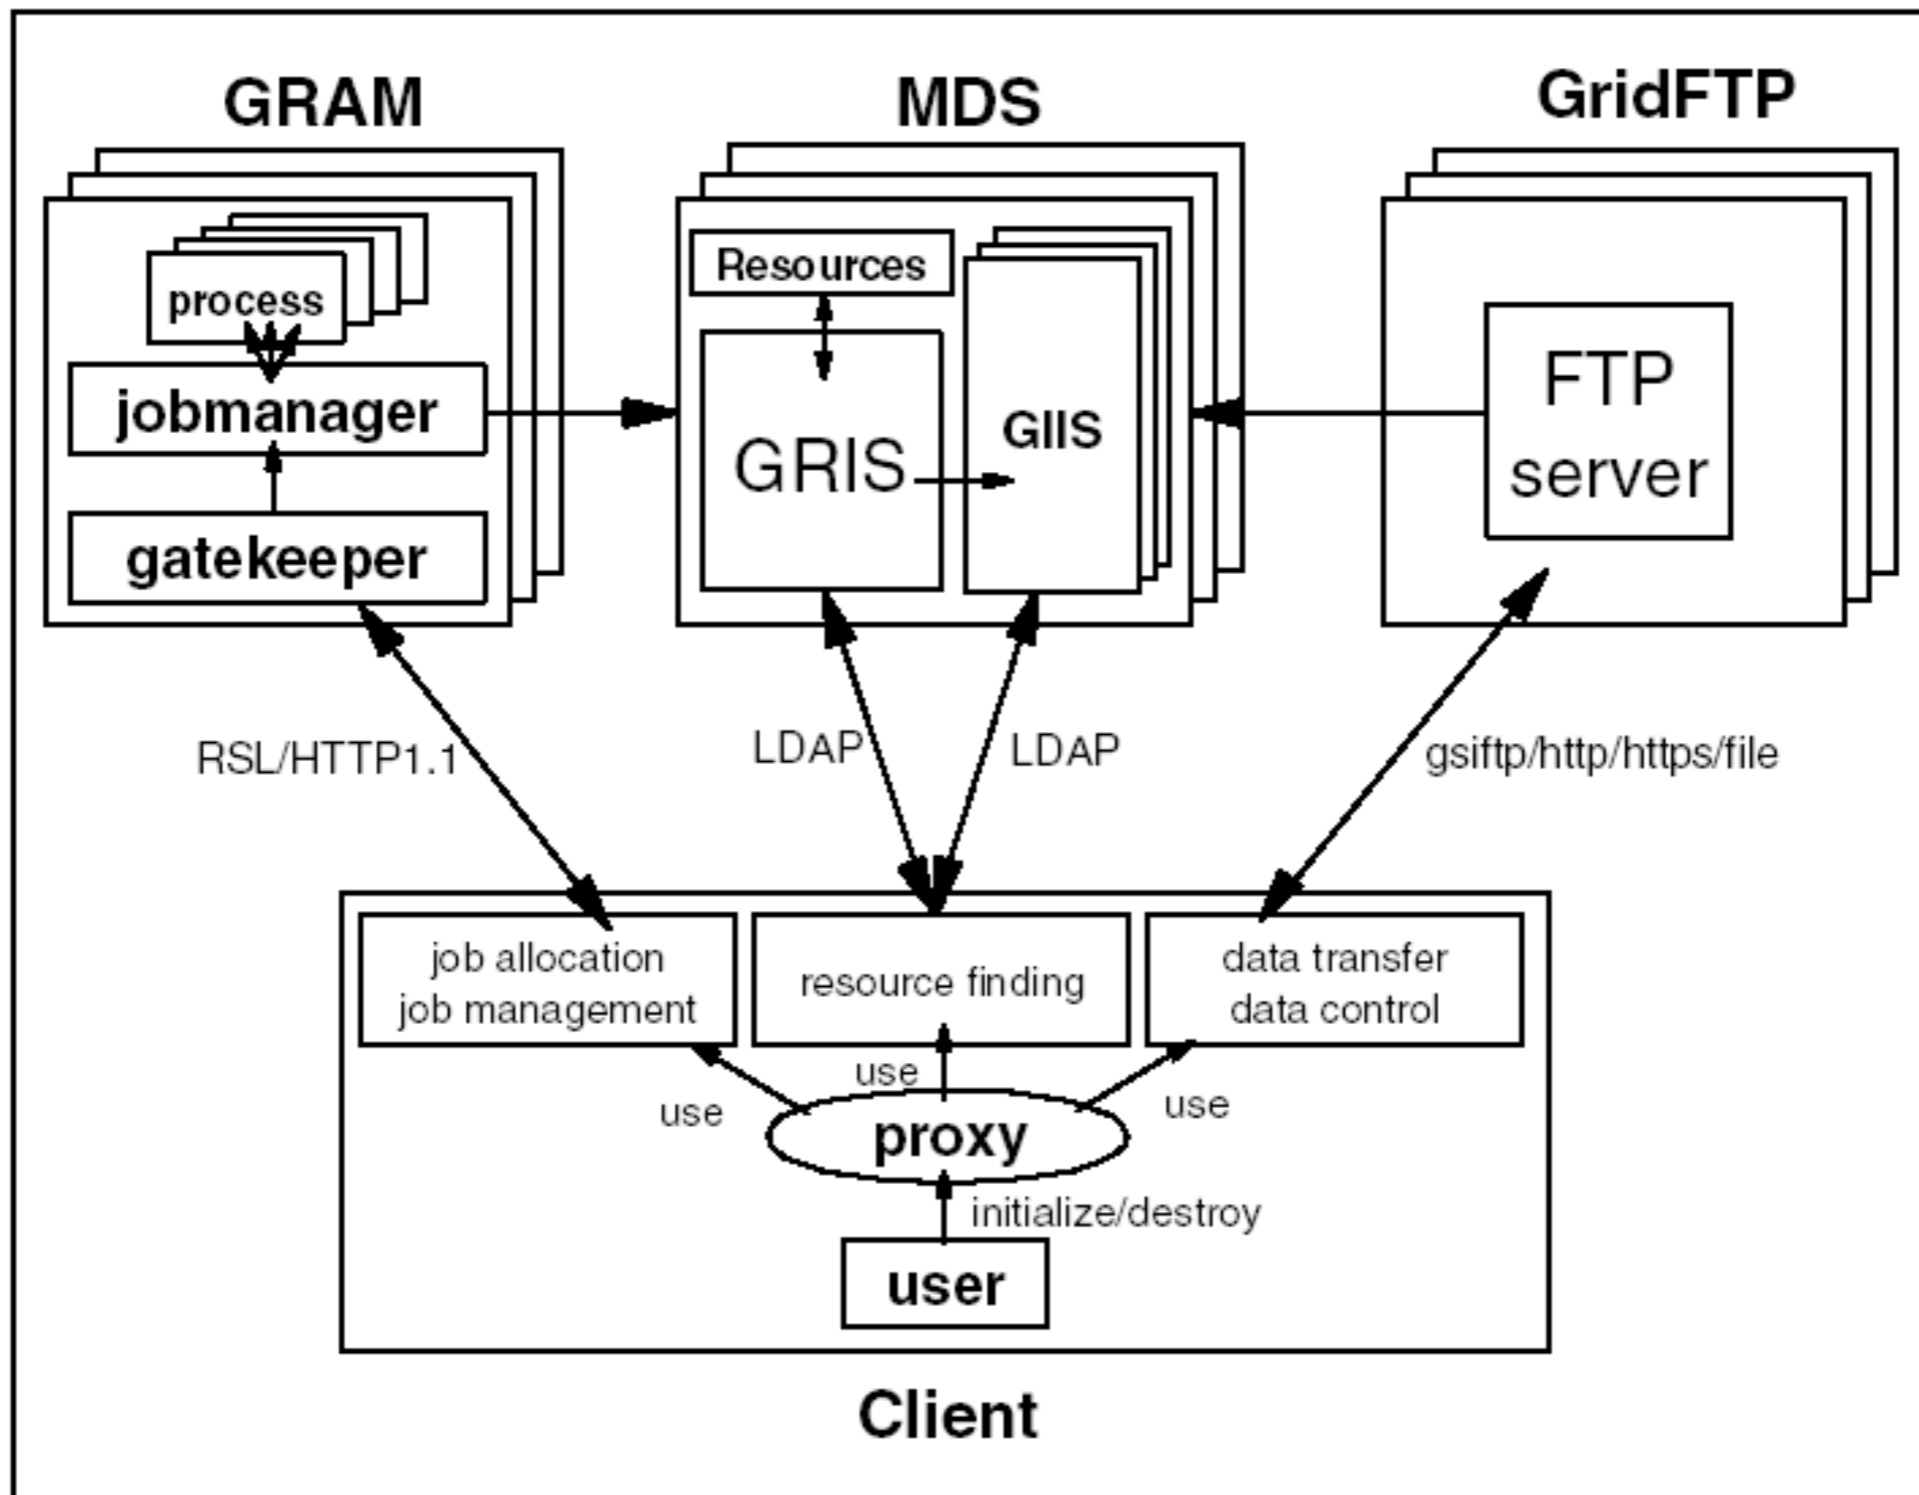 GRAM
MDS
GridFTP
process
jobmanager
gatekeeper
Resources
GRIS
GIIS
FTP
server
RSL/HTTP1.1
LDAP
LDAP
gsiftp/http/https/file
job allocation
job management
resource finding
data transfer
data control
use
use
use
proxy
initialize/destroy
user
Client